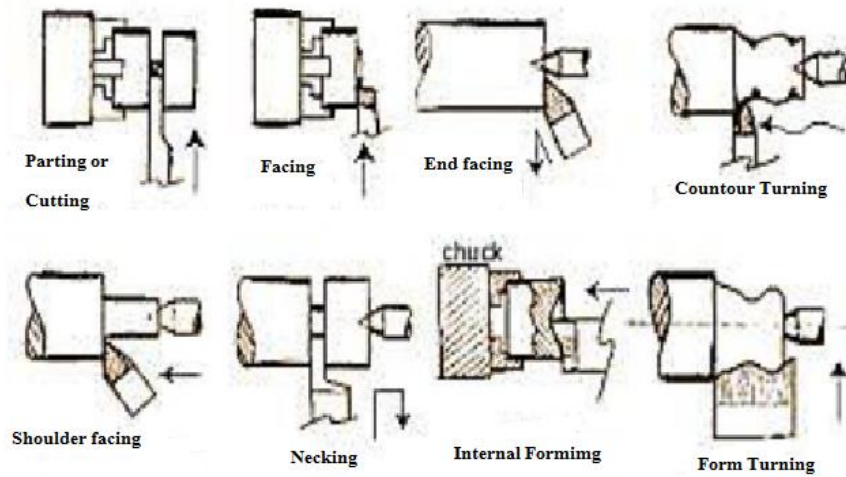 Parting or
Cutting
Facing
End facing
Countour Turning
chuck
Shoulder facing
Necking
Internal Formimg
Form Turning